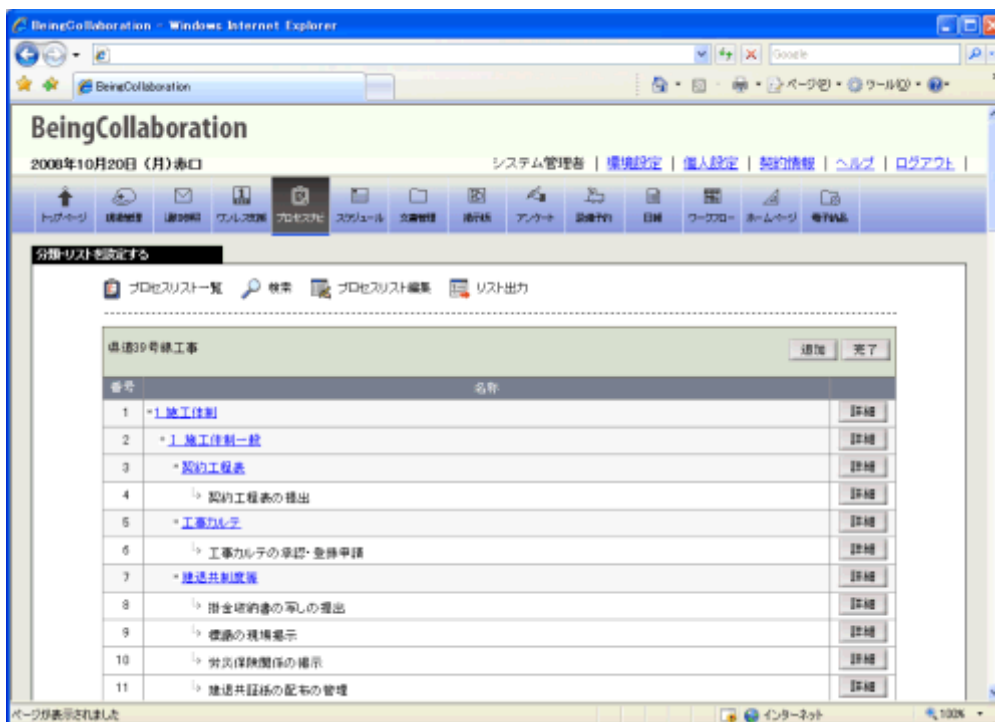 BeingCollaboration - Windows Internet Explorer
Google
BeingCollaboration
ページ(P) ツール(O)
BeingCollaboration
2008年10月20日 (月) 赤口
システム管理者 | 環境設定 | 個人設定 | 契約情報 | ヘルプ | ログアウト |
トップページ プロセスナビ スケジュール 文書管理 掲示板 アンケート 設備予約 日報 ワークフロー ホームページ 電子納品
分類・リストを設定する
プロセスリスト一覧 検索 プロセスリスト編集 リスト出力
県道39号線工事 追加 完了
番号 名称
1 1 施工体制 詳細
2 1 施工体制一般 詳細
3 契約工程表 詳細
4 契約工程表の提出 詳細
5 工事カルテ 詳細
6 工事カルテの承認・登録申請 詳細
7 建退共制度等 詳細
8 掛金収納書の写しの提出 詳細
9 標識の現場掲示 詳細
10 労災保険関係の掲示 詳細
11 建退共証紙の配布の管理 詳細
ページが表示されました インターネット 100%